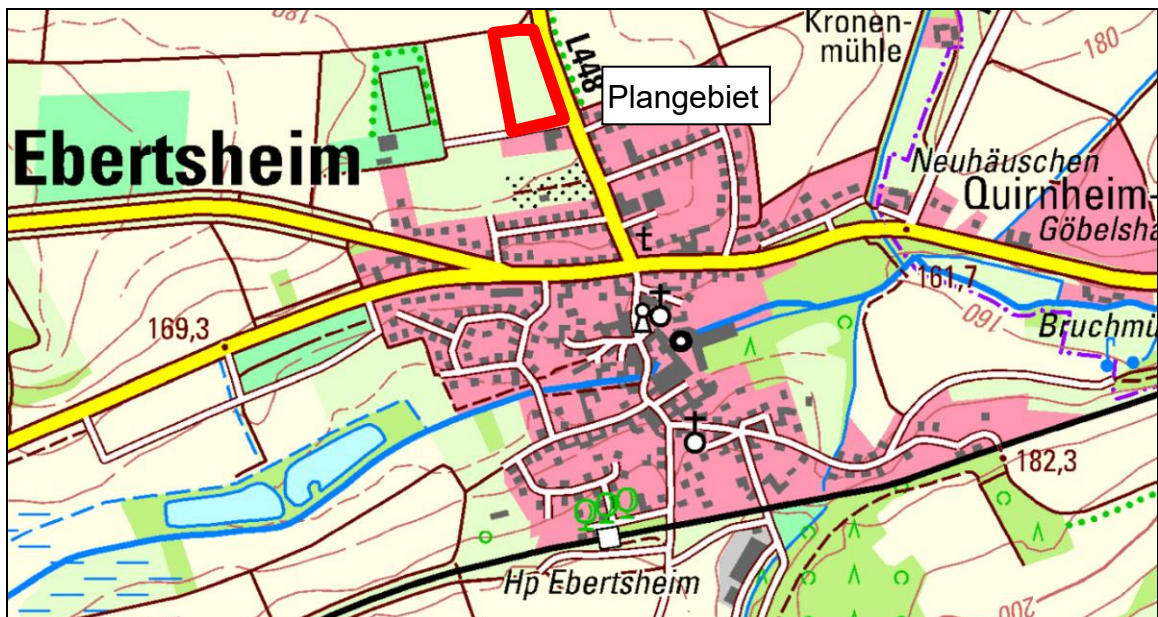 180
Kronen-
mühle
180
L448
Plangebiet
Ebertsheim
Neuhäuschen
Quirnheim-
Göbelsha
161,7
160
169,3
Bruchmü
182,3
Hp Ebertsheim
200